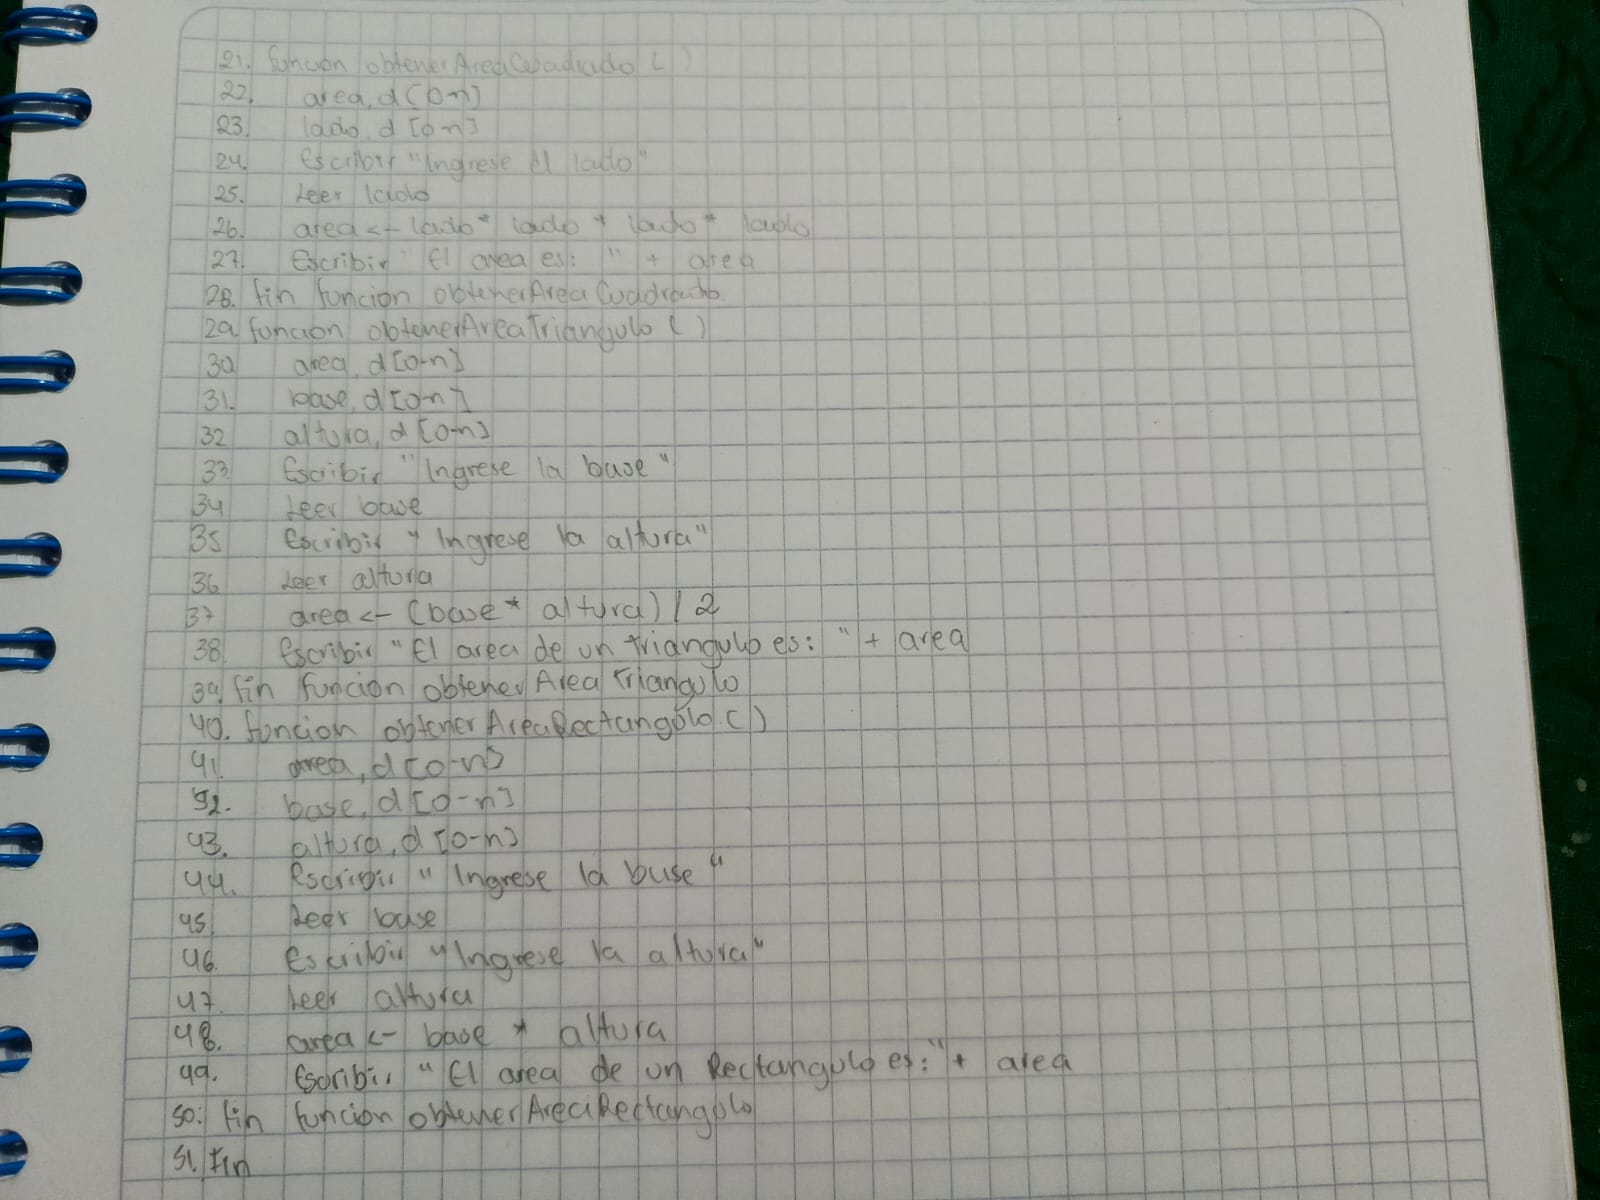 21. funcion obtenerAreaCuadrado ( )
22. area, d [0-n]
23. lado, d [0-n]
24. Escribir "Ingrese el lado"
25. Leer lado
26. area <- lado * lado * lado * lado
27. Escribir "El area es: " + area
28. fin funcion obtenerAreaCuadrado.
29. funcion obtenerAreaTriangulo ( )
30 area, d [0-n]
31. base, d [0-n]
32 altura, d [0-n]
33 Escribir "Ingrese la base"
34 Leer base
35 Escribir "Ingrese la altura"
36 Leer altura
37 area <- (base * altura) / 2
38 Escribir "El area de un triangulo es: " + area
39. fin funcion obtenerArea triangulo
40. funcion obtenerAreaRectangulo ( )
41. area, d [0-n]
42. base, d [0-n]
43. altura, d [0-n]
44. Escribir "Ingrese la base"
45 Leer base
46 Escribir "Ingrese la altura"
47. Leer altura
48. area <- base * altura
49. Escribir "El area de un Rectangulo es:" + area
50. fin funcion obtenerAreaRectangulo
51. Fin